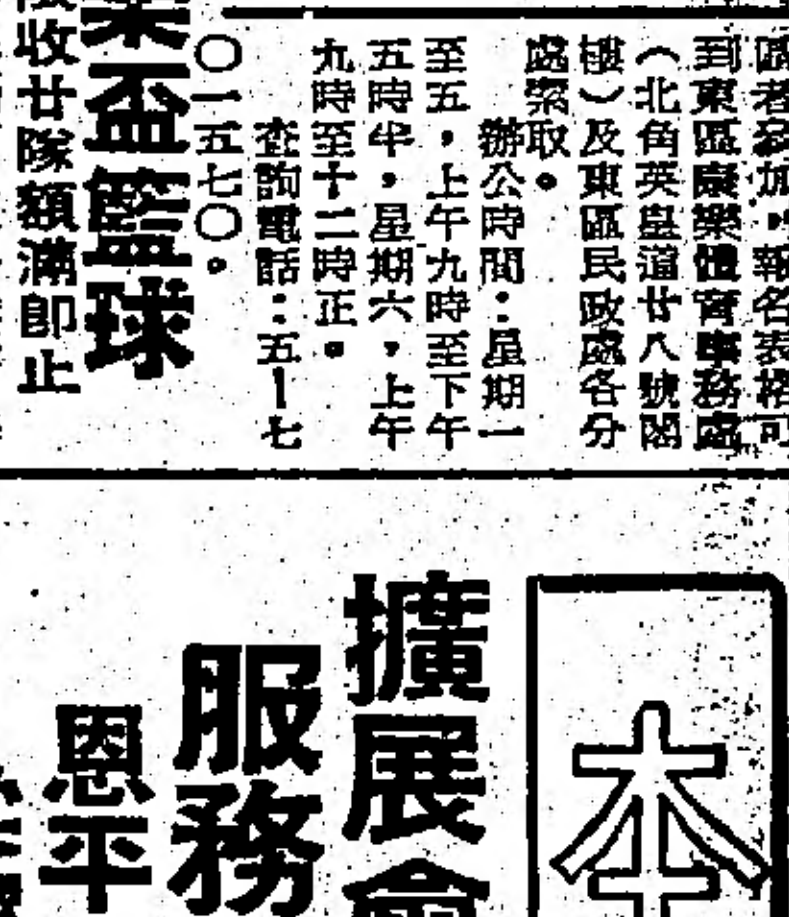 區者參加，報名表格可
到東區康樂體育事務處
（北角英皇道廿八號閣
樓）及東區民政處各分
處索取。
辦公時間：星期一
至五，上午九時至下午
五時半，星期六，上午
九時至十二時正。
查詢電話：五－七
〇一五七〇。
業盃籃球
收廿隊額滿即止
本
擴展會
服務
恩平